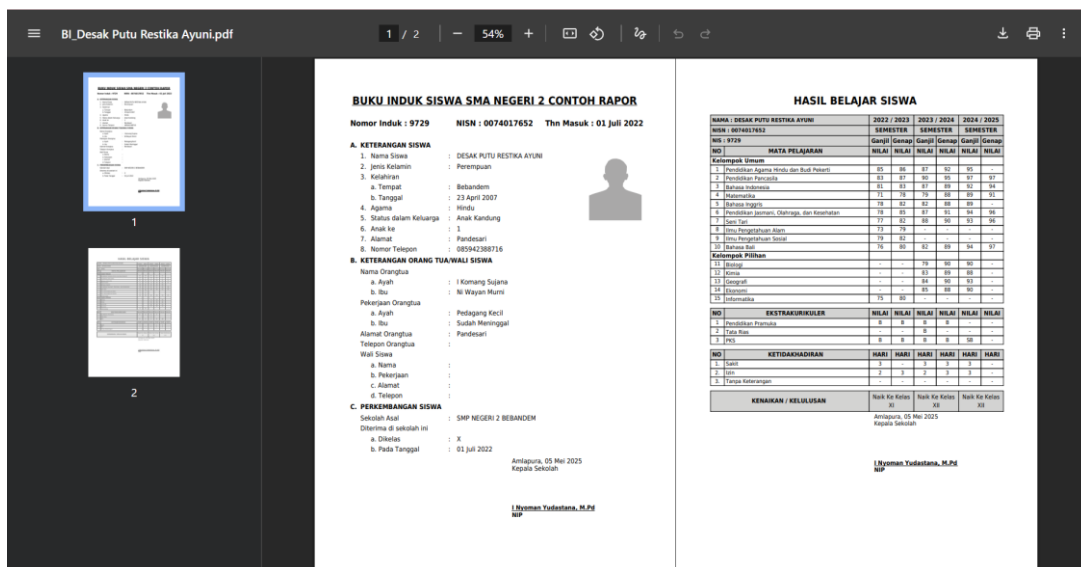 BI_Desak Putu Restika Ayuni.pdf
1 / 2
54%
1
2
BUKU INDUK SISWA SMA NEGERI 2 CONTOH RAPOR
Nomor Induk : 9729 NISN : 0074017652 Thn Masuk : 01 Juli 2022
A. KETERANGAN SISWA
1. Nama Siswa : DESAK PUTU RESTIKA AYUNI
2. Jenis Kelamin : Perempuan
3. Kelahiran
a. Tempat : Bebandem
b. Tanggal : 23 April 2007
4. Agama : Hindu
5. Status dalam Keluarga : Anak Kandung
6. Anak ke : 1
7. Alamat : Pandesari
8. Nomor Telepon : 085942388716
B. KETERANGAN ORANG TUA/WALI SISWA
Nama Orangtua
a. Ayah : I Komang Sujana
b. Ibu : Ni Wayan Murni
Pekerjaan Orangtua
a. Ayah : Pedagang Kecil
b. Ibu : Sudah Meninggal
Alamat Orangtua : Pandesari
Telepon Orangtua :
Wali Siswa
a. Nama :
b. Pekerjaan :
c. Alamat :
d. Telepon :
C. PERKEMBANGAN SISWA
Sekolah Asal : SMP NEGERI 2 BEBANDEM
Diterima di sekolah ini
a. Dikelas : X
b. Pada Tanggal : 01 Juli 2022
Amlapura, 05 Mei 2025
Kepala Sekolah
I Nyoman Yudastana, M.Pd
NIP
HASIL BELAJAR SISWA
NAMA : DESAK PUTU RESTIKA AYUNI 2022 / 2023 2023 / 2024 2024 / 2025
NISN : 0074017652 SEMESTER SEMESTER SEMESTER
NIS : 9729 Ganjil Genap Ganjil Genap Ganjil Genap
NO MATA PELAJARAN NILAI NILAI NILAI NILAI NILAI NILAI
Kelompok Umum
1 Pendidikan Agama Hindu dan Budi Pekerti 85 86 87 92 95 -
2 Pendidikan Pancasila 83 87 90 95 97 97
3 Bahasa Indonesia 81 83 87 89 92 94
4 Matematika 71 78 79 88 89 91
5 Bahasa Inggris 78 82 82 88 89 -
6 Pendidikan Jasmani, Olahraga, dan Kesehatan 78 85 87 91 94 96
7 Seni Tari 77 82 88 90 93 96
8 Ilmu Pengetahuan Alam 73 79 - - - -
9 Ilmu Pengetahuan Sosial 79 82 - - - -
10 Bahasa Bali 76 80 82 89 94 97
Kelompok Pilihan
11 Biologi - - 79 90 90 -
12 Kimia - - 83 89 88 -
13 Geografi - - 84 90 93 -
14 Ekonomi - - 85 88 90 -
15 Informatika 75 80 - - - -
NO EKSTRAKURIKULER NILAI NILAI NILAI NILAI NILAI NILAI
1 Pendidikan Pramuka B B B B - -
2 Tata Rias - - B - - -
3 PKS B B B B SB -
NO KETIDAKHADIRAN HARI HARI HARI HARI HARI HARI
1. Sakit 3 - 3 3 3 -
2. Izin 2 3 2 3 3 -
3. Tanpa Keterangan - - - - - -
KENAIKAN / KELULUSAN Naik Ke Kelas XI Naik Ke Kelas XII Naik Ke Kelas XII
Amlapura, 05 Mei 2025
Kepala Sekolah
I Nyoman Yudastana, M.Pd
NIP